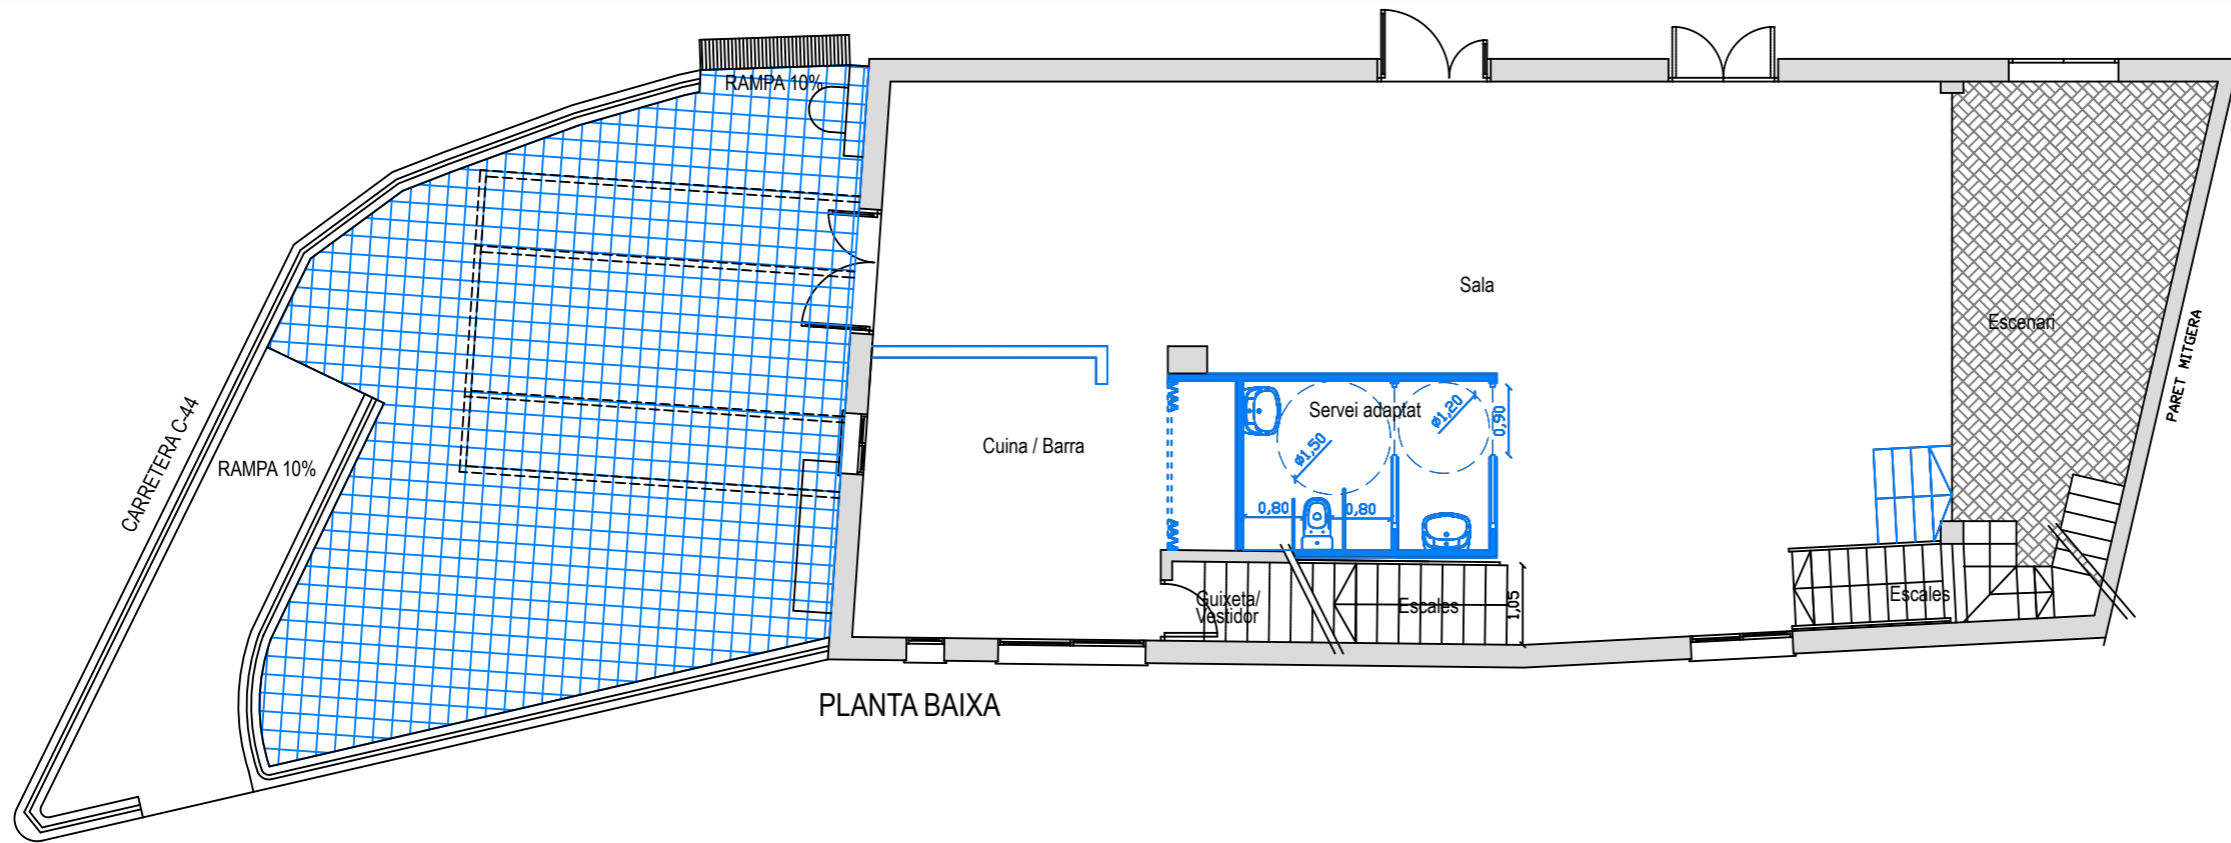 RAMPA 10%
Sala
Escenari
PARET MITGERA
CARRETERA C-44
RAMPA 10%
Cuina / Barra
Servei adaptat
ø1,50
ø1,20
0,90
0,80
0,80
Guixeta/
Vestidor
Escales
1,05
Escales
PLANTA BAIXA